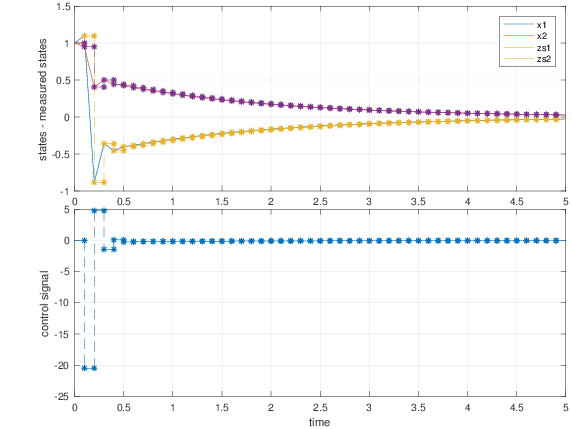 1.5
1
0.5
0
-0.5
-1
states - measured states
x1
x2
zs1
zs2
0 0.5 1 1.5 2 2.5 3 3.5 4 4.5 5
5
0
-5
-10
-15
-20
-25
control signal
0 0.5 1 1.5 2 2.5 3 3.5 4 4.5 5
time